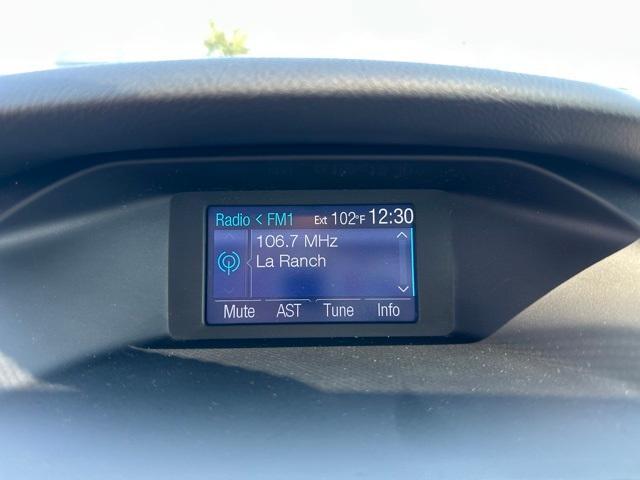 Radio < FM1 Ext 102°F 12:30
106.7 MHz
La Ranch
Mute AST Tune Info